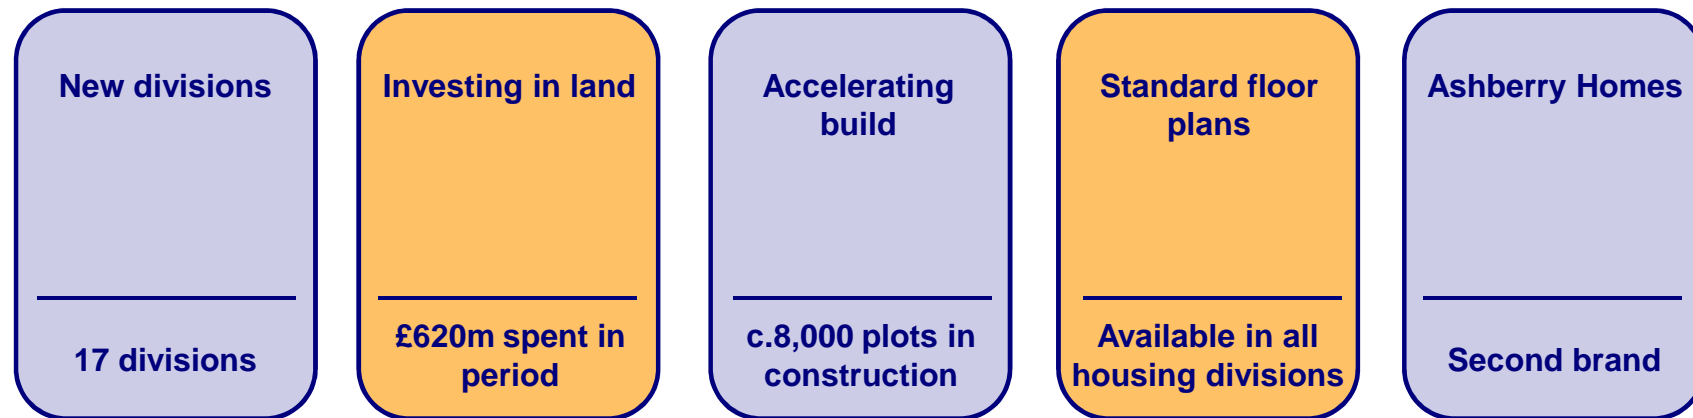 New divisions
17 divisions
Investing in land
£620m spent in
period
Accelerating
build
c.8,000 plots in
construction
Standard floor
plans
Available in all
housing divisions
Ashberry Homes
Second brand